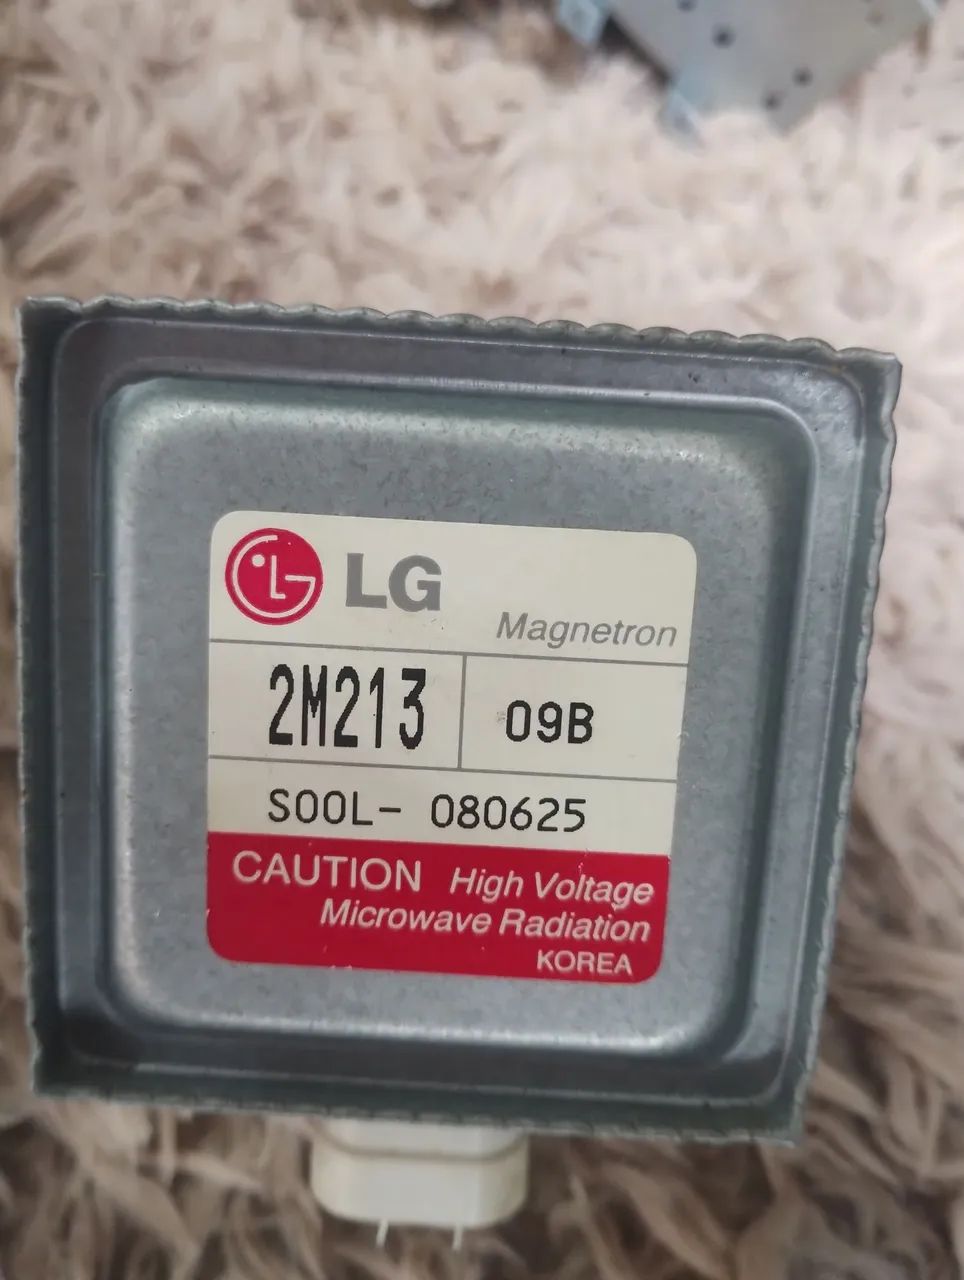 LG
Magnetron
2M213 09B
S00L- 080625
CAUTION High Voltage
Microwave Radiation
KOREA